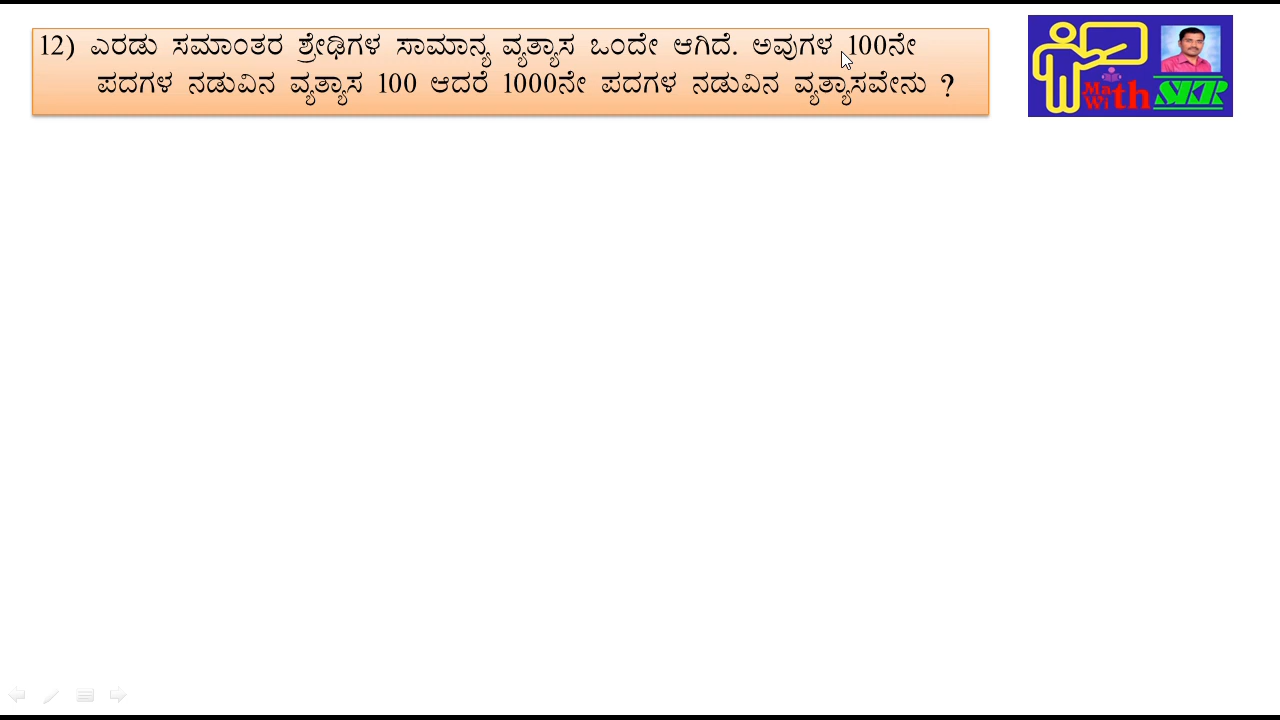 12) ಎರಡು ಸಮಾಂತರ ಶ್ರೇಢಿಗಳ ಸಾಮಾನ್ಯ ವ್ಯತ್ಯಾಸ ಒಂದೇ ಆಗಿದೆ. ಅವುಗಳ 100ನೇ
ಪದಗಳ ನಡುವಿನ ವ್ಯತ್ಯಾಸ 100 ಆದರೆ 1000ನೇ ಪದಗಳ ನಡುವಿನ ವ್ಯತ್ಯಾಸವೇನು ?
Ma
With SKR